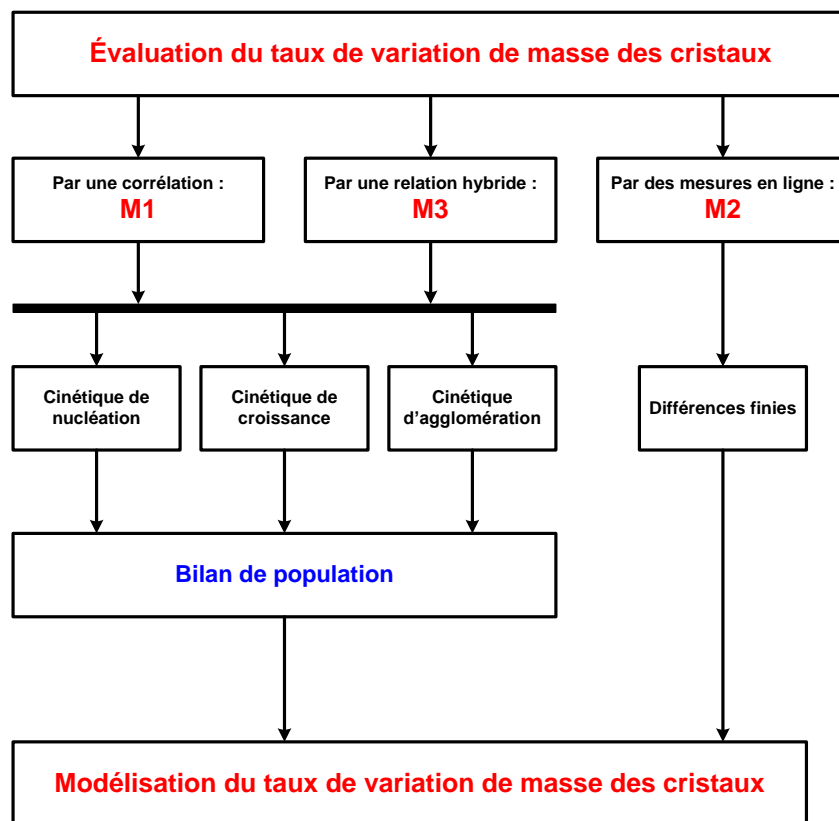 Évaluation du taux de variation de masse des cristaux
Par une corrélation :
M1
Par une relation hybride :
M3
Par des mesures en ligne :
M2
Cinétique de
nucléation
Cinétique de
croissance
Cinétique
d'agglomération
Différences finies
Bilan de population
Modélisation du taux de variation de masse des cristaux